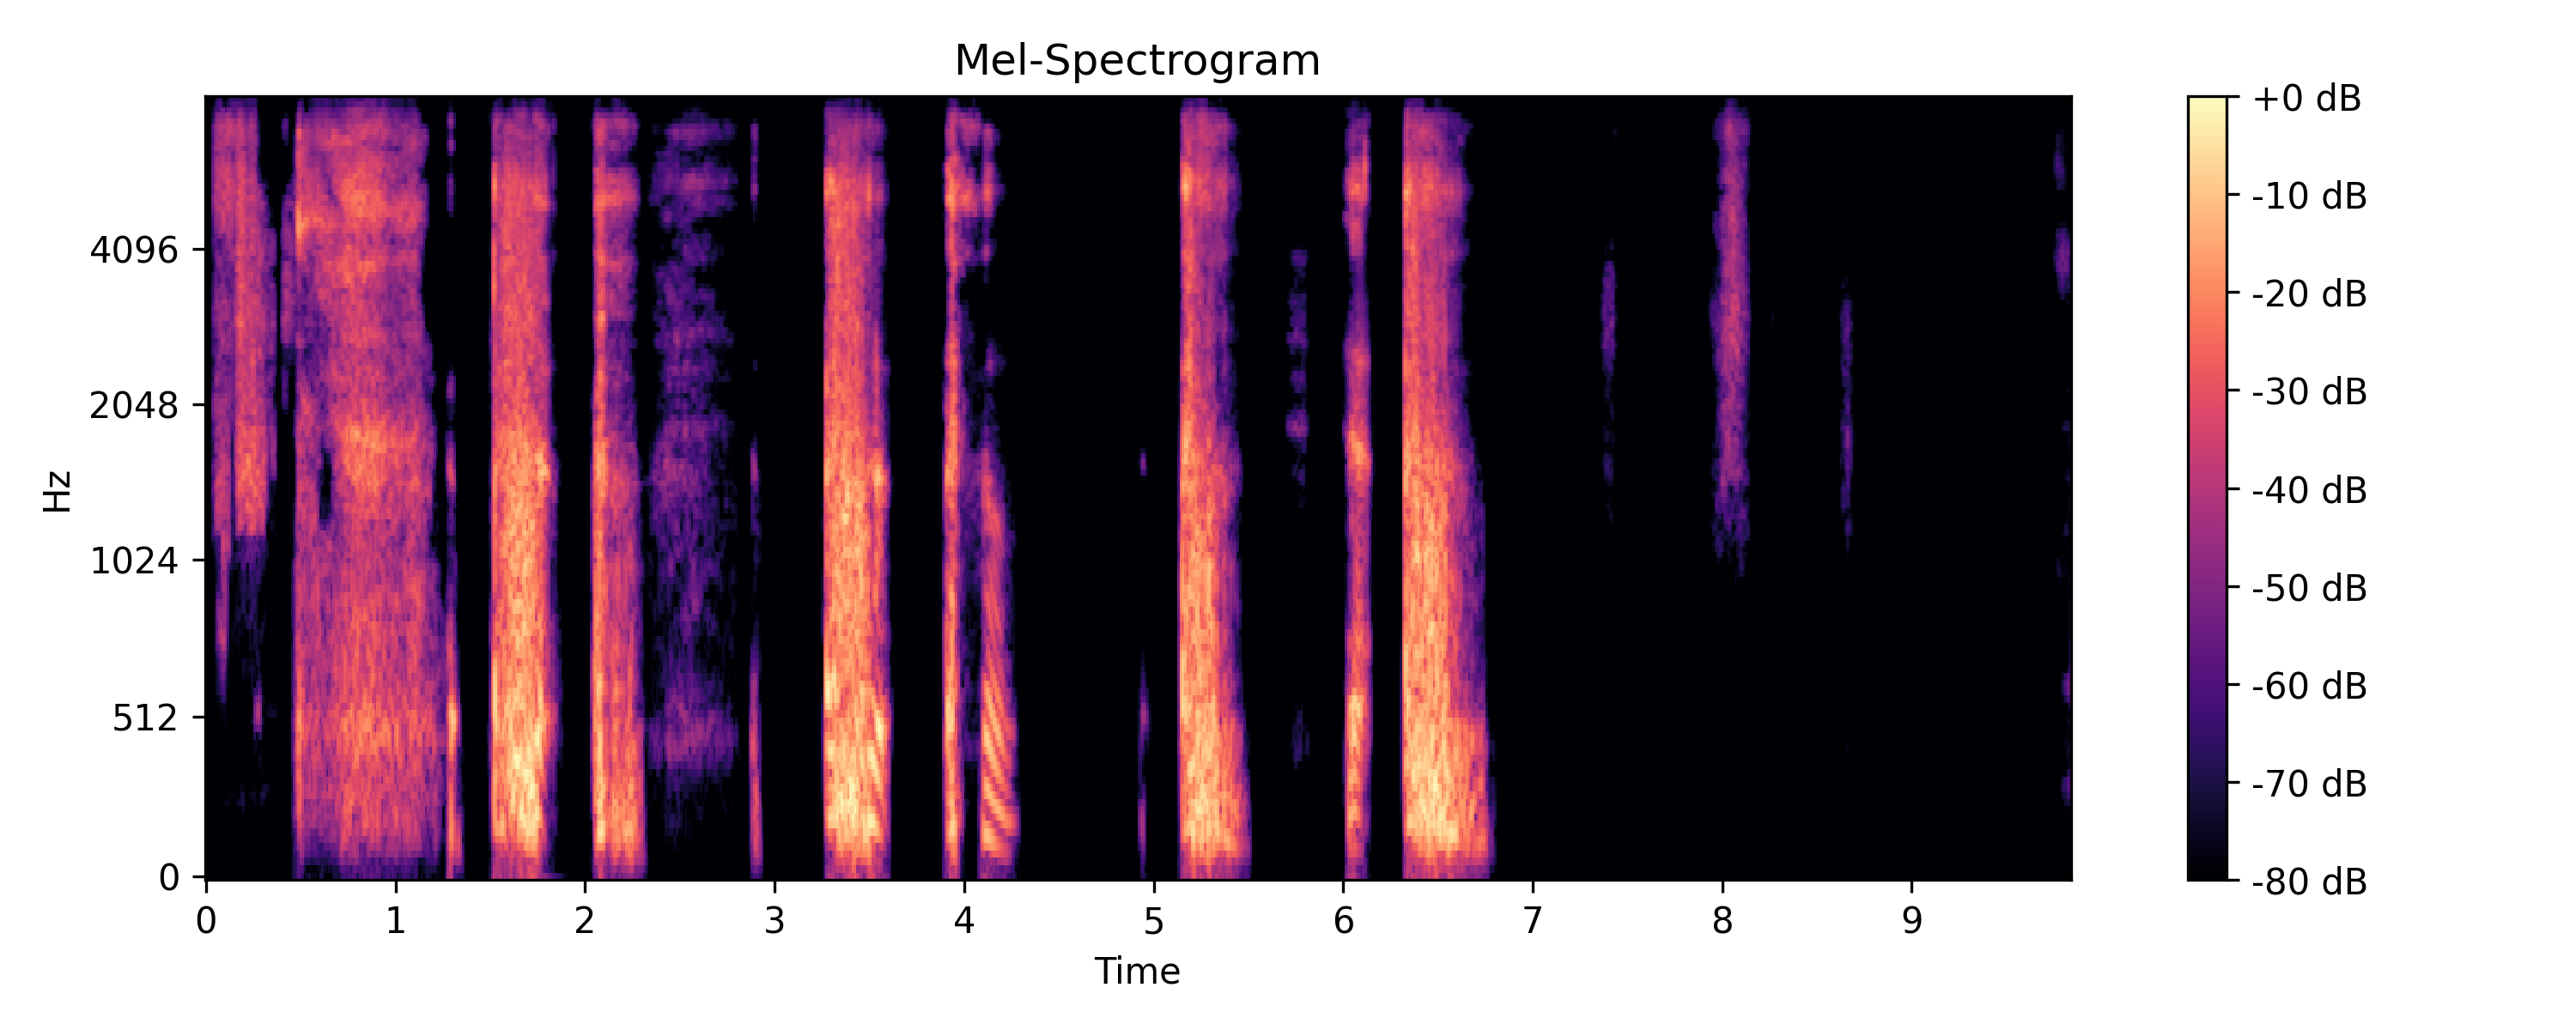 Mel-Spectrogram
+0 dB
-10 dB
-20 dB
-30 dB
-40 dB
-50 dB
-60 dB
-70 dB
-80 dB
Hz
4096
2048
1024
512
0
0 1 2 3 4 5 6 7 8 9
Time